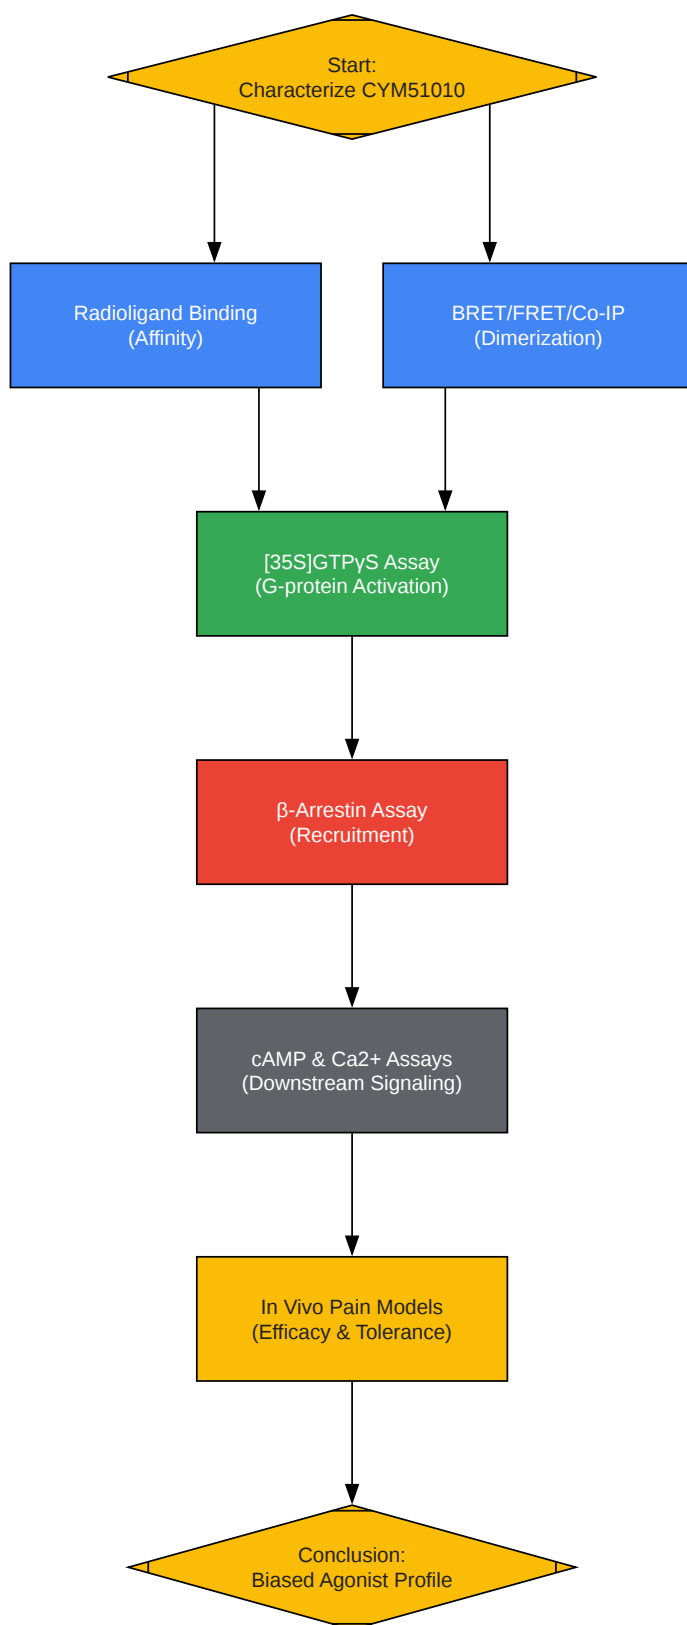 Start:
Characterize CYM51010
Radioligand Binding
(Affinity)
BRET/FRET/Co-IP
(Dimerization)
[35S]GTPγS Assay
(G-protein Activation)
β-Arrestin Assay
(Recruitment)
cAMP & Ca2+ Assays
(Downstream Signaling)
In Vivo Pain Models
(Efficacy & Tolerance)
Conclusion:
Biased Agonist Profile